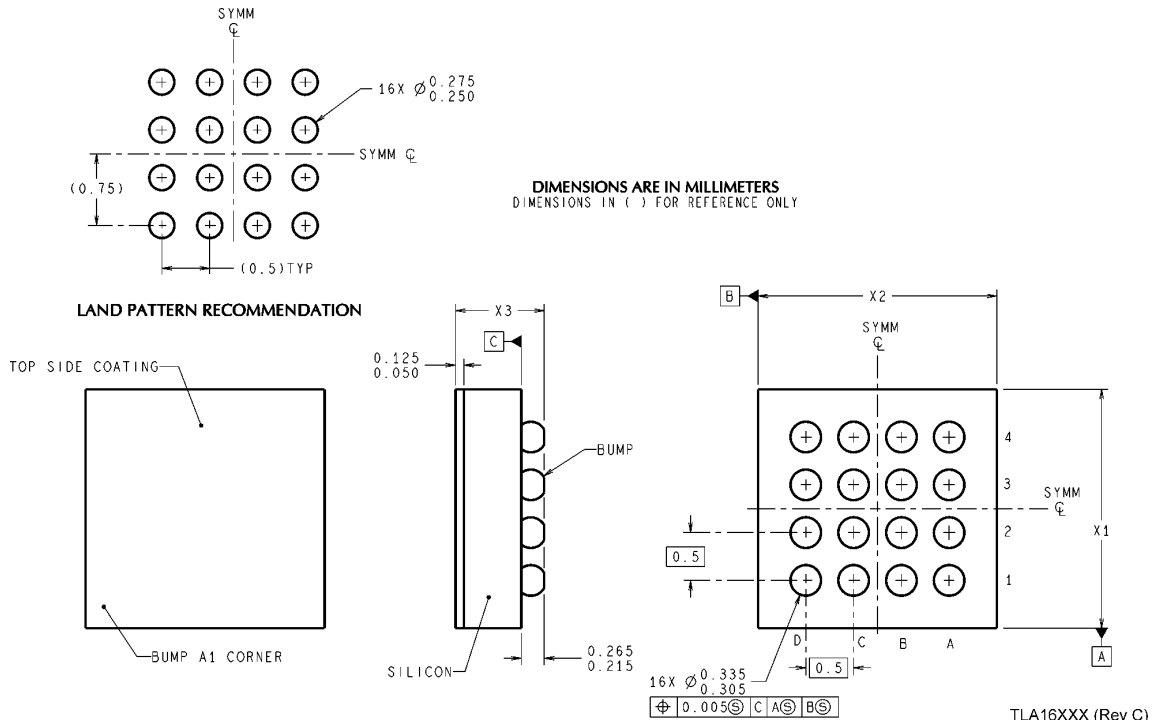 SYMM
℄
16X Ø0.275
0.250
SYMM ℄
(0.75)
(0.5)TYP
DIMENSIONS ARE IN MILLIMETERS
DIMENSIONS IN ( ) FOR REFERENCE ONLY
LAND PATTERN RECOMMENDATION
TOP SIDE COATING
BUMP A1 CORNER
X3
C
0.125
0.050
BUMP
SILICON
0.265
0.215
B
X2
SYMM
℄
4
3
SYMM
℄
2
X1
0.5
1
D C B A
0.5
A
16X Ø0.335
0.305
⌖ 0.005Ⓢ C AⓈ BⓈ
TLA16XXX (Rev C)